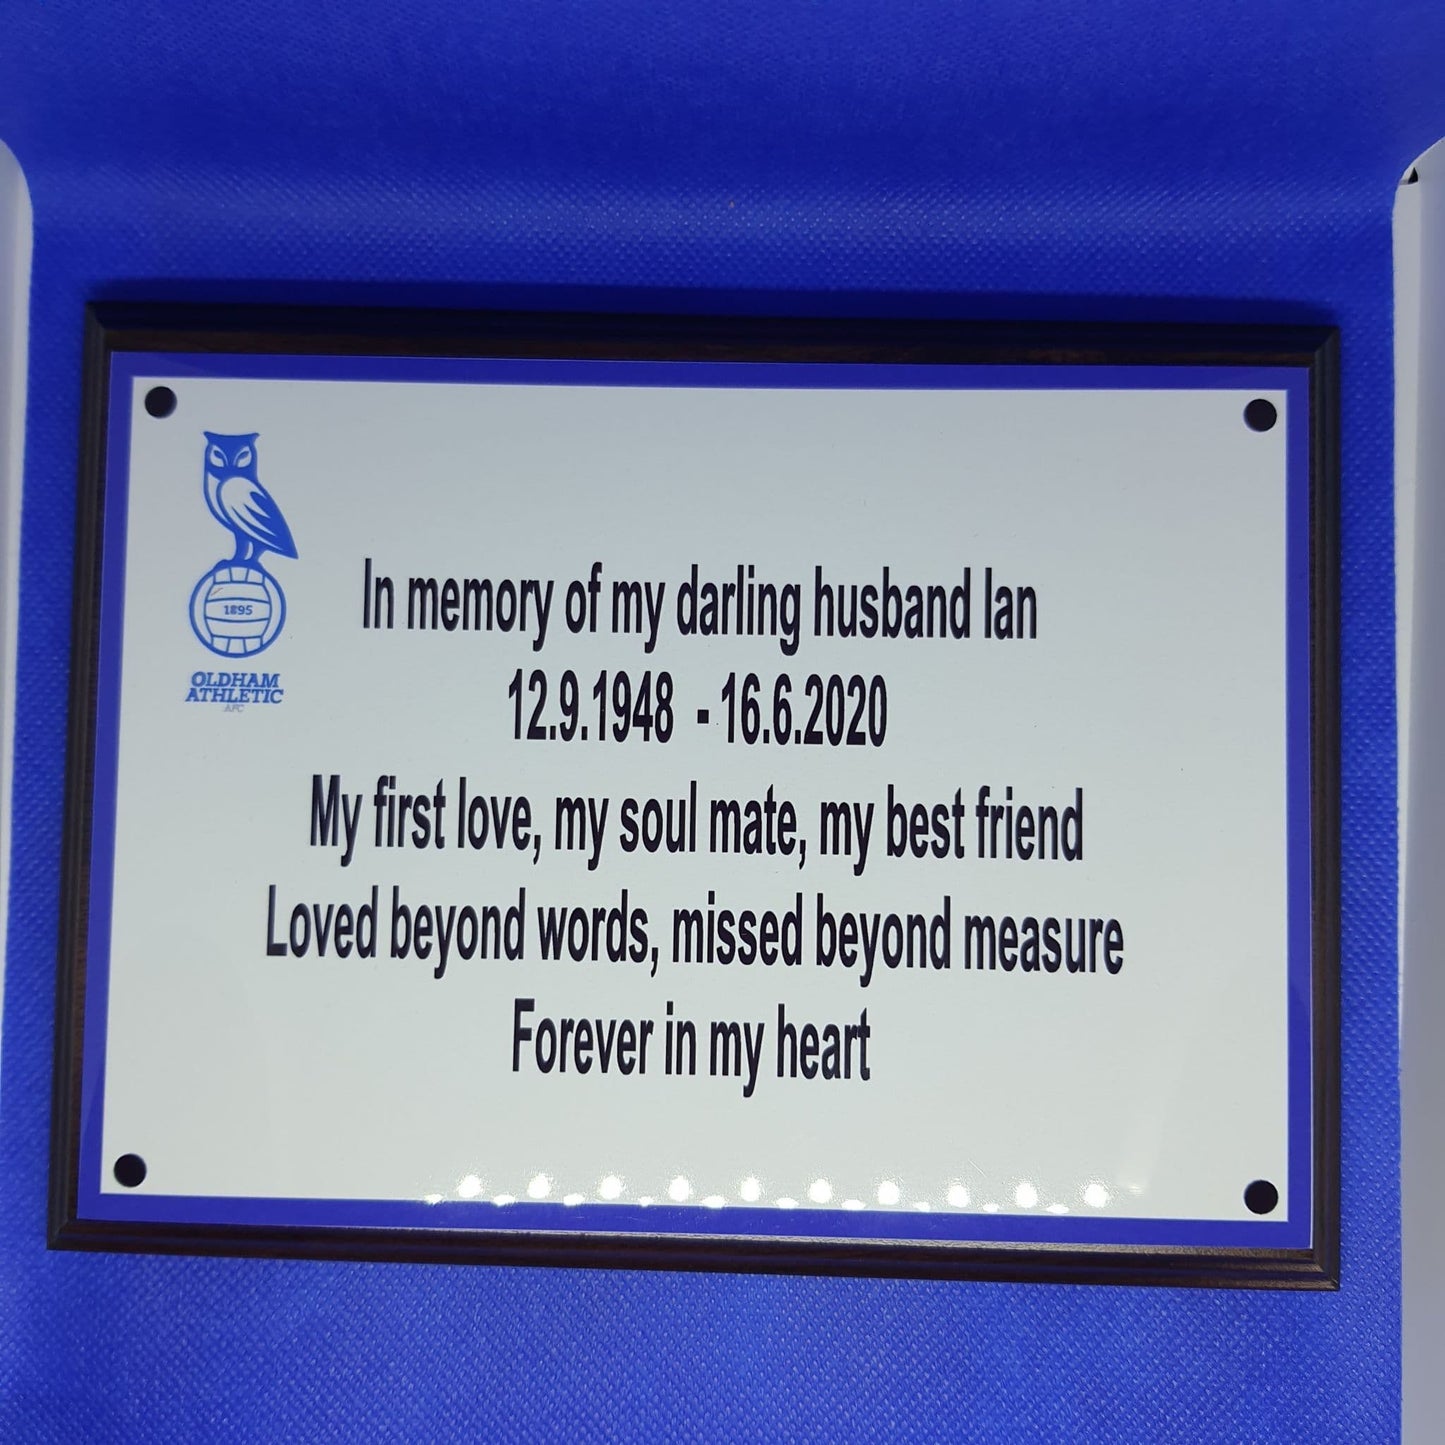 1895
OLDHAM
ATHLETIC
AFC
In memory of my darling husband Ian
12.9.1948 - 16.6.2020
My first love, my soul mate, my best friend
Loved beyond words, missed beyond measure
Forever in my heart